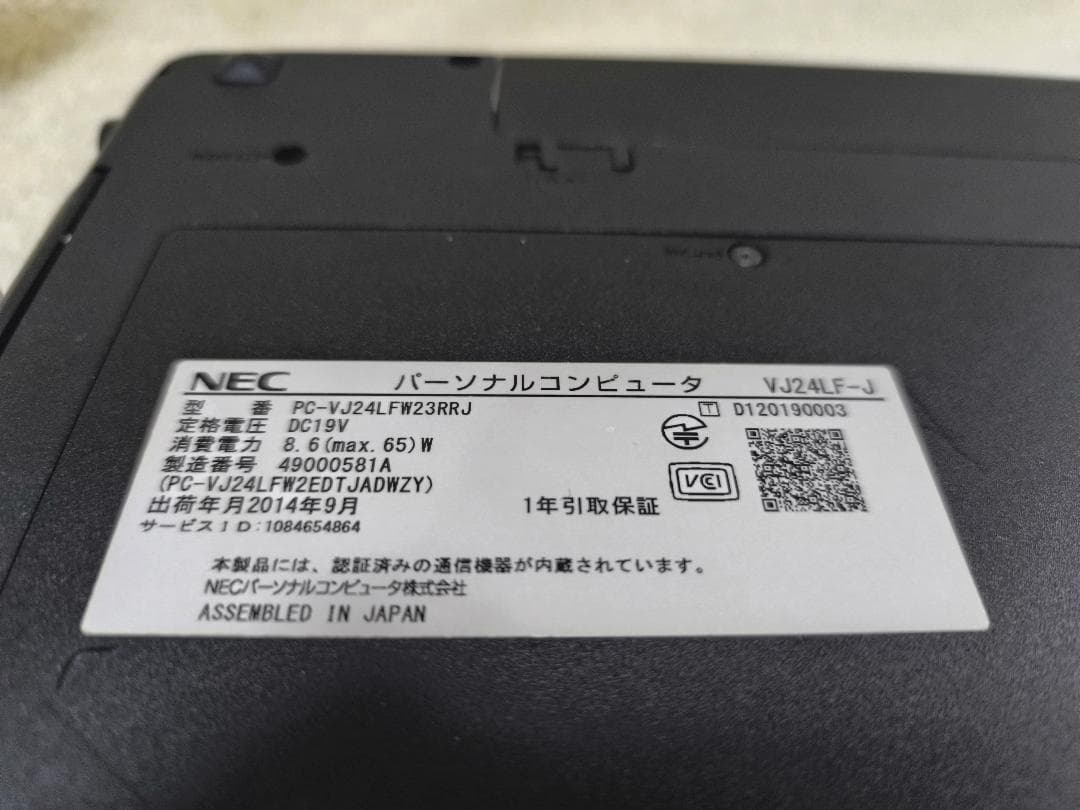 NEC パーソナルコンピュータ VJ24LF-J
型 番 PC-VJ24LFW23RRJ
T D120190003
定格電圧 DC19V
消費電力 8.6(max.65)W
製造番号 49000581A
VCCI
(PC-VJ24LFW2EDTJADWZY)
出荷年月2014年9月
1年引取保証
サービスID:1084654864
本製品には、認証済みの通信機器が内蔵されています。
NECパーソナルコンピュータ株式会社
ASSEMBLED IN JAPAN